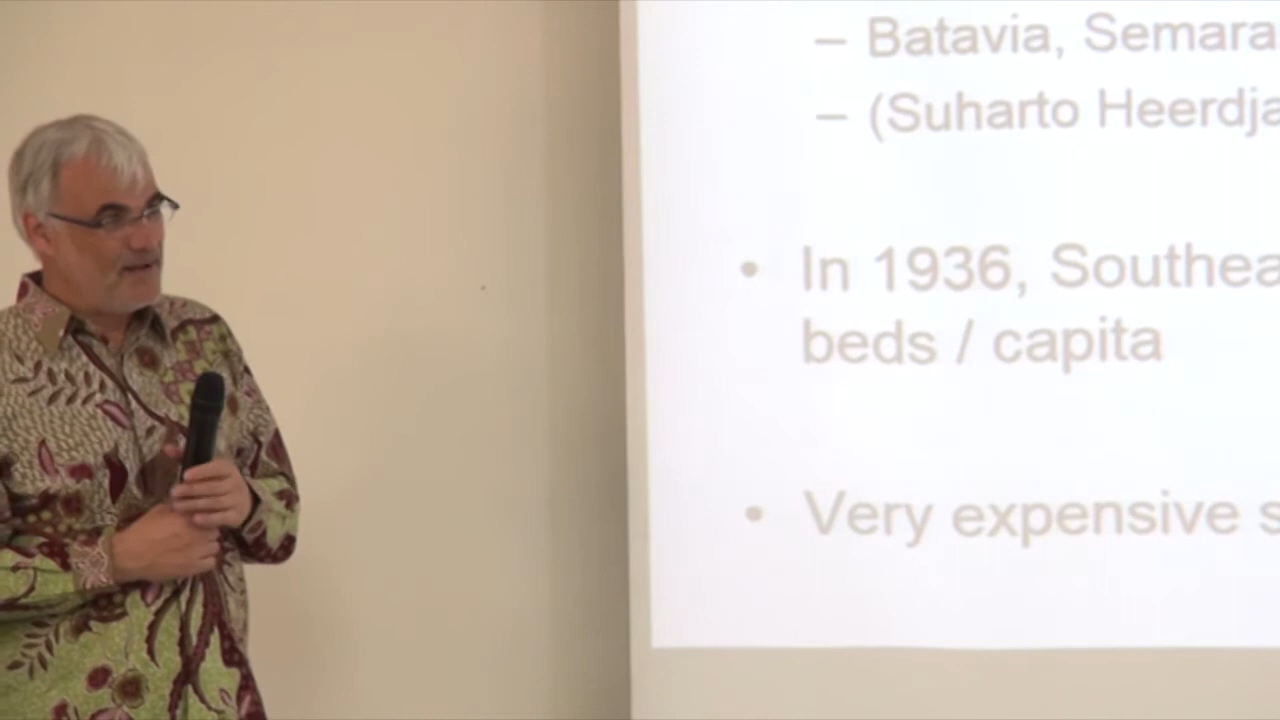 – Batavia, Semara
– (Suharto Heerdja
• In 1936, Southea
beds / capita
• Very expensive s